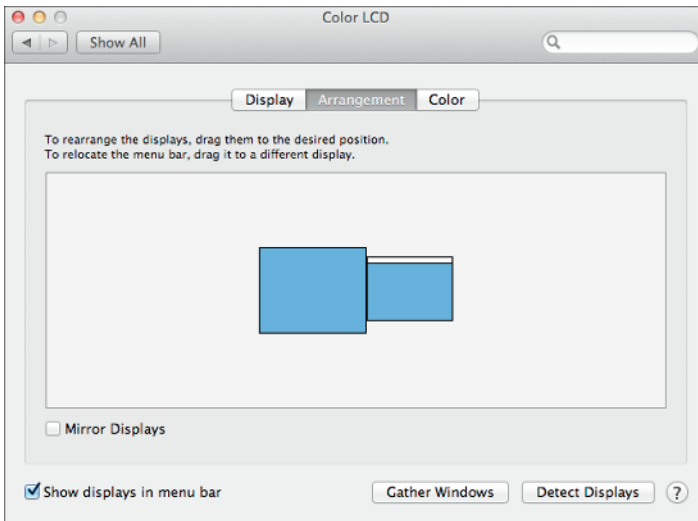 Color LCD
Show All
Display Arrangement Color
To rearrange the displays, drag them to the desired position.
To relocate the menu bar, drag it to a different display.
Mirror Displays
Show displays in menu bar Gather Windows Detect Displays ?